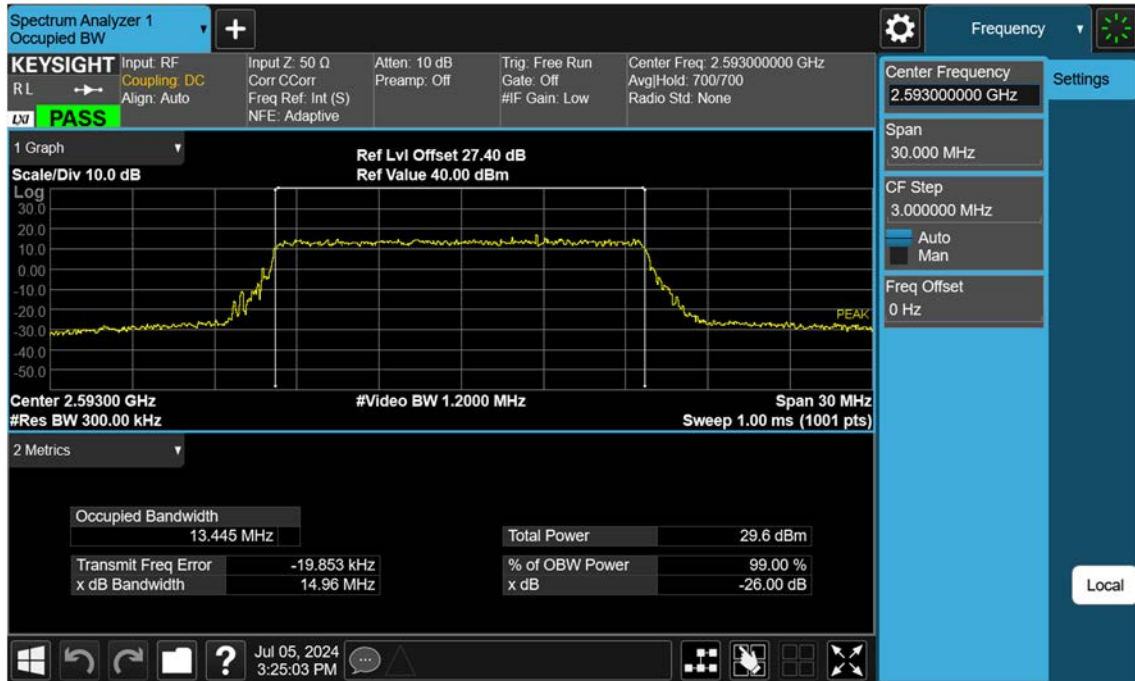 Spectrum Analyzer 1
Occupied BW
+
Frequency
KEYSIGHT
RL
LXI PASS
Input: RF
Coupling: DC
Align: Auto
Input Z: 50 Ω
Corr CCorr
Freq Ref: Int (S)
NFE: Adaptive
Atten: 10 dB
Preamp: Off
Trig: Free Run
Gate: Off
#IF Gain: Low
Center Freq: 2.593000000 GHz
Avg|Hold: 700/700
Radio Std: None
Center Frequency
2.593000000 GHz
Settings
Span
30.000 MHz
CF Step
3.000000 MHz
Auto
Man
Freq Offset
0 Hz
Local
1 Graph
Scale/Div 10.0 dB
Ref Lvl Offset 27.40 dB
Ref Value 40.00 dBm
Log
30.0
20.0
10.0
0.00
-10.0
-20.0
-30.0
-40.0
-50.0
PEAK
Center 2.59300 GHz
#Video BW 1.2000 MHz
Span 30 MHz
#Res BW 300.00 kHz
Sweep 1.00 ms (1001 pts)
2 Metrics
Occupied Bandwidth
13.445 MHz
Total Power 29.6 dBm
Transmit Freq Error -19.853 kHz
% of OBW Power 99.00 %
x dB Bandwidth 14.96 MHz
x dB -26.00 dB
?
Jul 05, 2024
3:25:03 PM